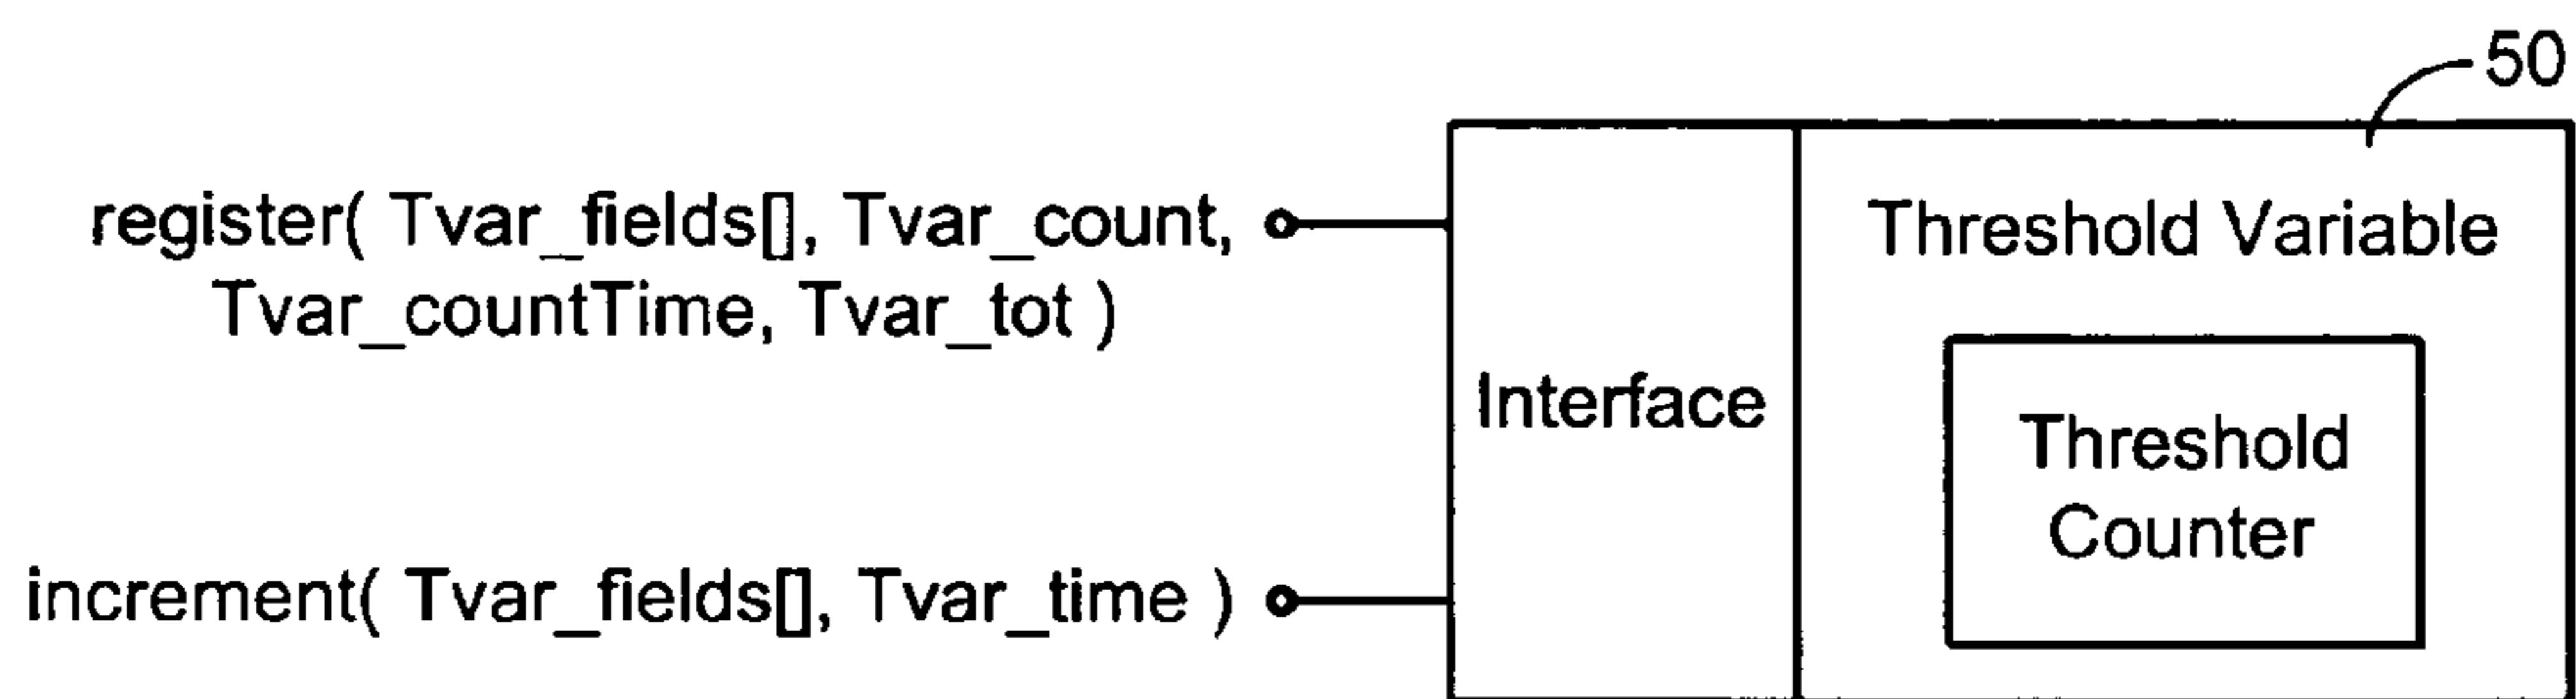 50
register( Tvar_fields[], Tvar_count,
Tvar_countTime, Tvar_tot )
Threshold Variable
Interface
Threshold
Counter
increment( Tvar_fields[], Tvar_time )